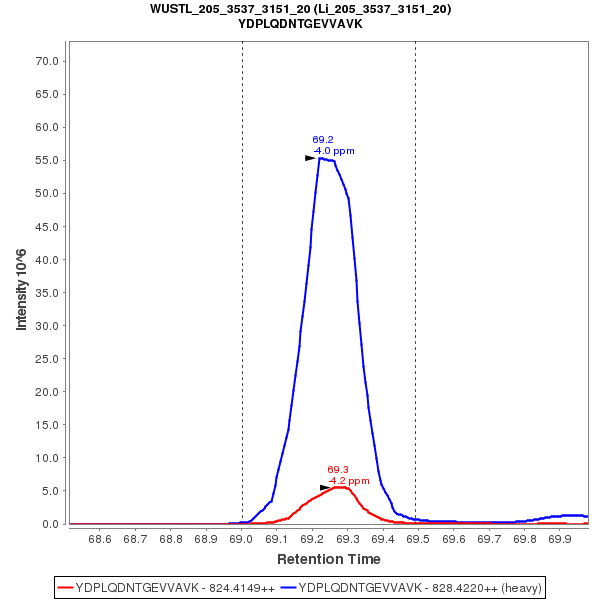 WUSTL_205_3537_3151_20 (Li_205_3537_3151_20)
YDPLQDNTGEVVAVK
Intensity 10^6
70.0
65.0
60.0
55.0
50.0
45.0
40.0
35.0
30.0
25.0
20.0
15.0
10.0
5.0
0.0
69.2
-4.0 ppm
69.3
-4.2 ppm
68.6 68.7 68.8 68.9 69.0 69.1 69.2 69.3 69.4 69.5 69.6 69.7 69.8 69.9
Retention Time
YDPLQDNTGEVVAVK - 824.4149++ YDPLQDNTGEVVAVK - 828.4220++ (heavy)